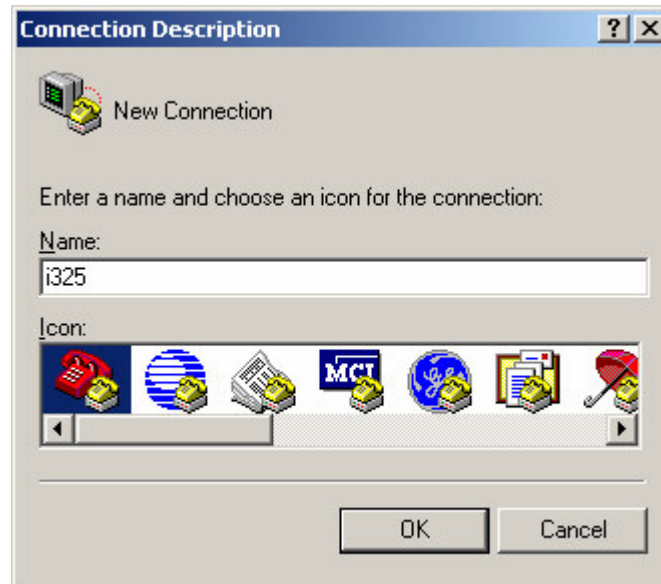 Connection Description
New Connection
Enter a name and choose an icon for the connection:
Name:
i325
Icon:
MCI
OK Cancel